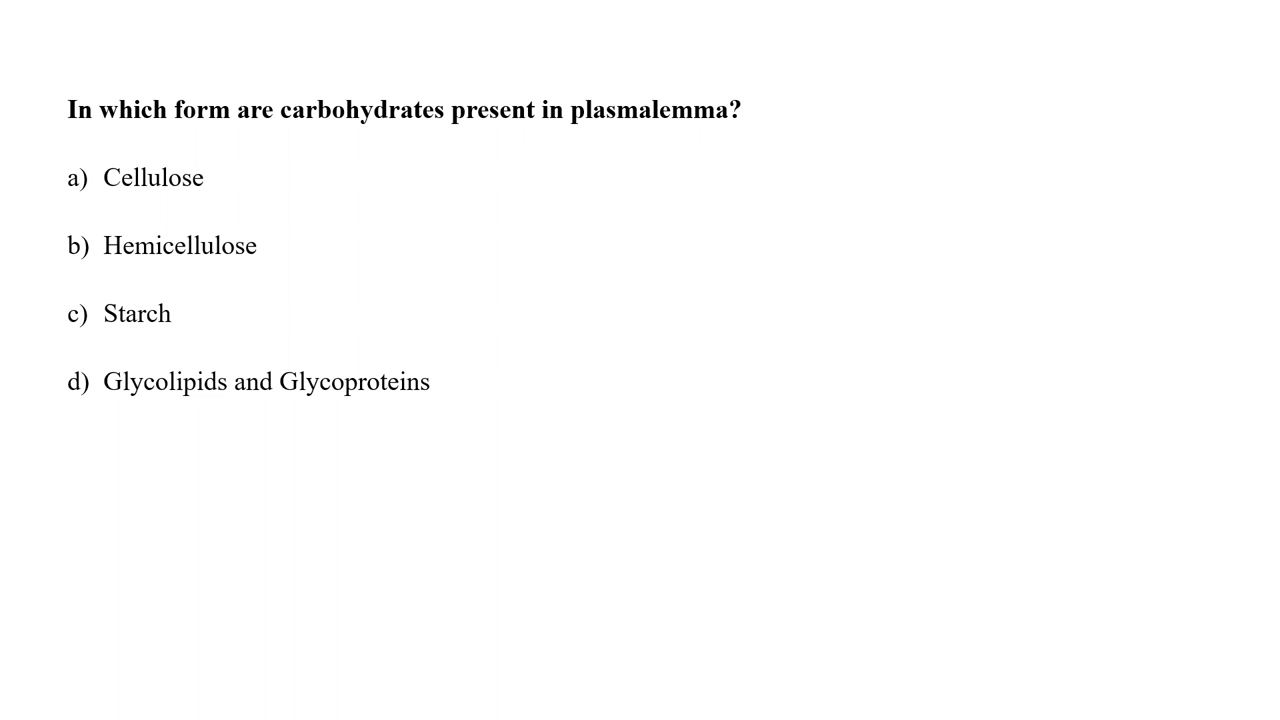 In which form are carbohydrates present in plasmalemma?
a) Cellulose
b) Hemicellulose
c) Starch
d) Glycolipids and Glycoproteins